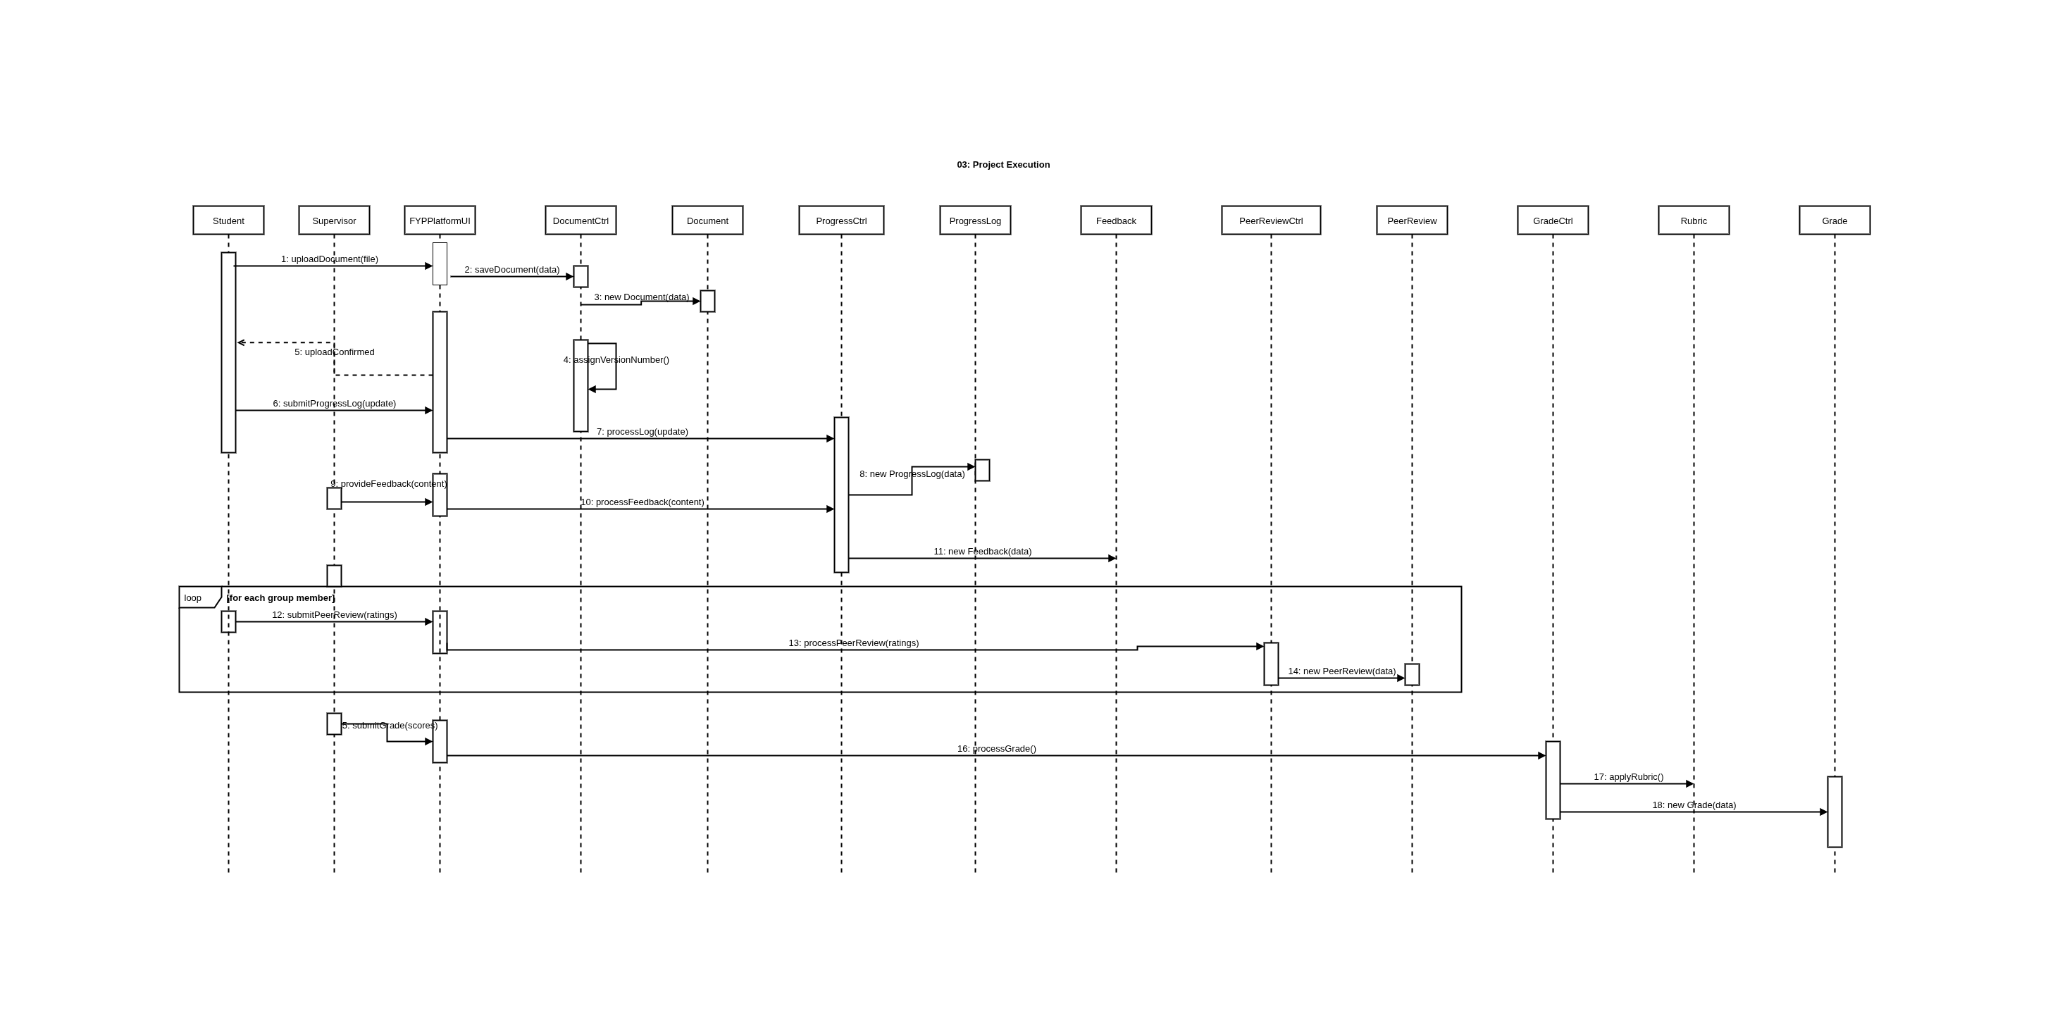 03: Project Execution
Student
Supervisor
FYPPlatformUI
DocumentCtrl
Document
ProgressCtrl
ProgressLog
Feedback
PeerReviewCtrl
PeerReview
GradeCtrl
Rubric
Grade
1: uploadDocument(file)
2: saveDocument(data)
3: new Document(data)
5: uploadConfirmed
4: assignVersionNumber()
6: submitProgressLog(update)
7: processLog(update)
8: new ProgressLog(data)
9: provideFeedback(content)
10: processFeedback(content)
11: new Feedback(data)
loop
[for each group member]
12: submitPeerReview(ratings)
13: processPeerReview(ratings)
14: new PeerReview(data)
5: submitGrade(scores)
16: processGrade()
17: applyRubric()
18: new Grade(data)